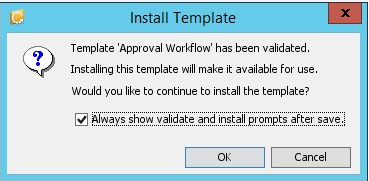 Install Template
x
Template 'Approval Workflow' has been validated.
Installing this template will make it available for use.
Would you like to continue to install the template?
Always show validate and install prompts after save.
OK
Cancel